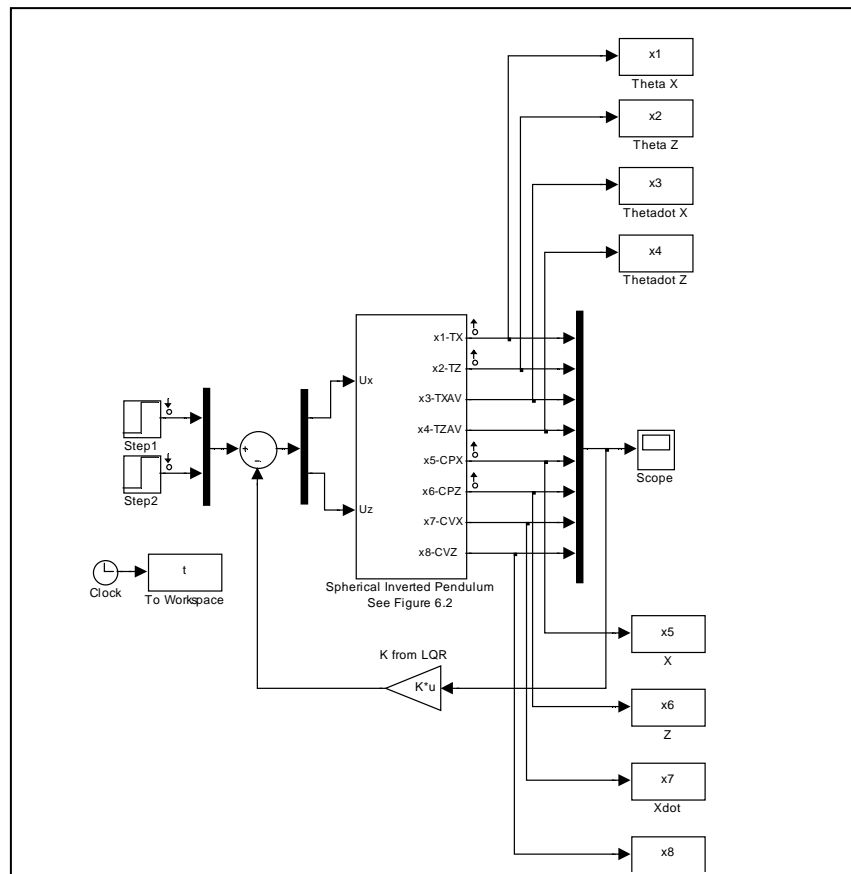 x1
Theta X
x2
Theta Z
x3
Thetadot X
x4
Thetadot Z
x1-TX
x2-TZ
x3-TXAV
x4-TZAV
x5-CPX
x6-CPZ
x7-CVX
x8-CVZ
Ux
Uz
Spherical Inverted Pendulum
See Figure 6.2
Step1
Step2
+
−
Scope
Clock
t
To Workspace
K from LQR
K*u
x5
X
x6
Z
x7
Xdot
x8